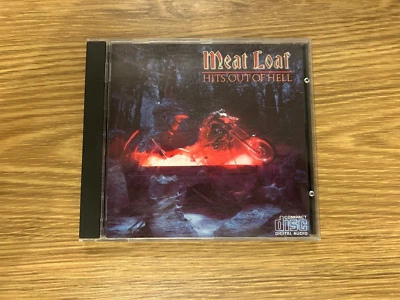 Meat Loaf
HITS OUT OF HELL
COMPACT
disc
DIGITAL AUDIO